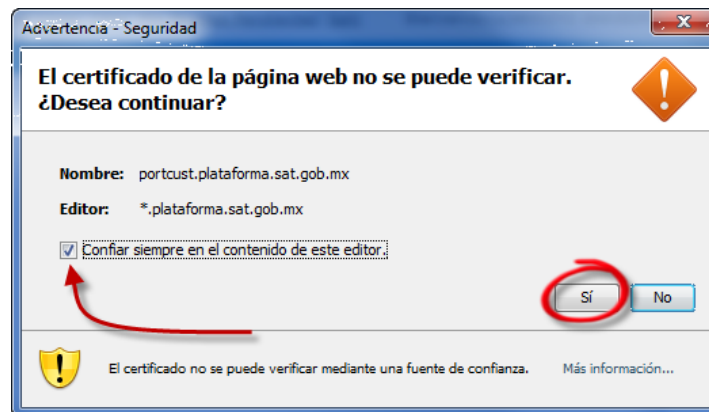 Advertencia - Seguridad
El certificado de la página web no se puede verificar.
¿Desea continuar?
Nombre: portcust.plataforma.sat.gob.mx
Editor: *.plataforma.sat.gob.mx
Confiar siempre en el contenido de este editor.
Sí No
El certificado no se puede verificar mediante una fuente de confianza. Más información...